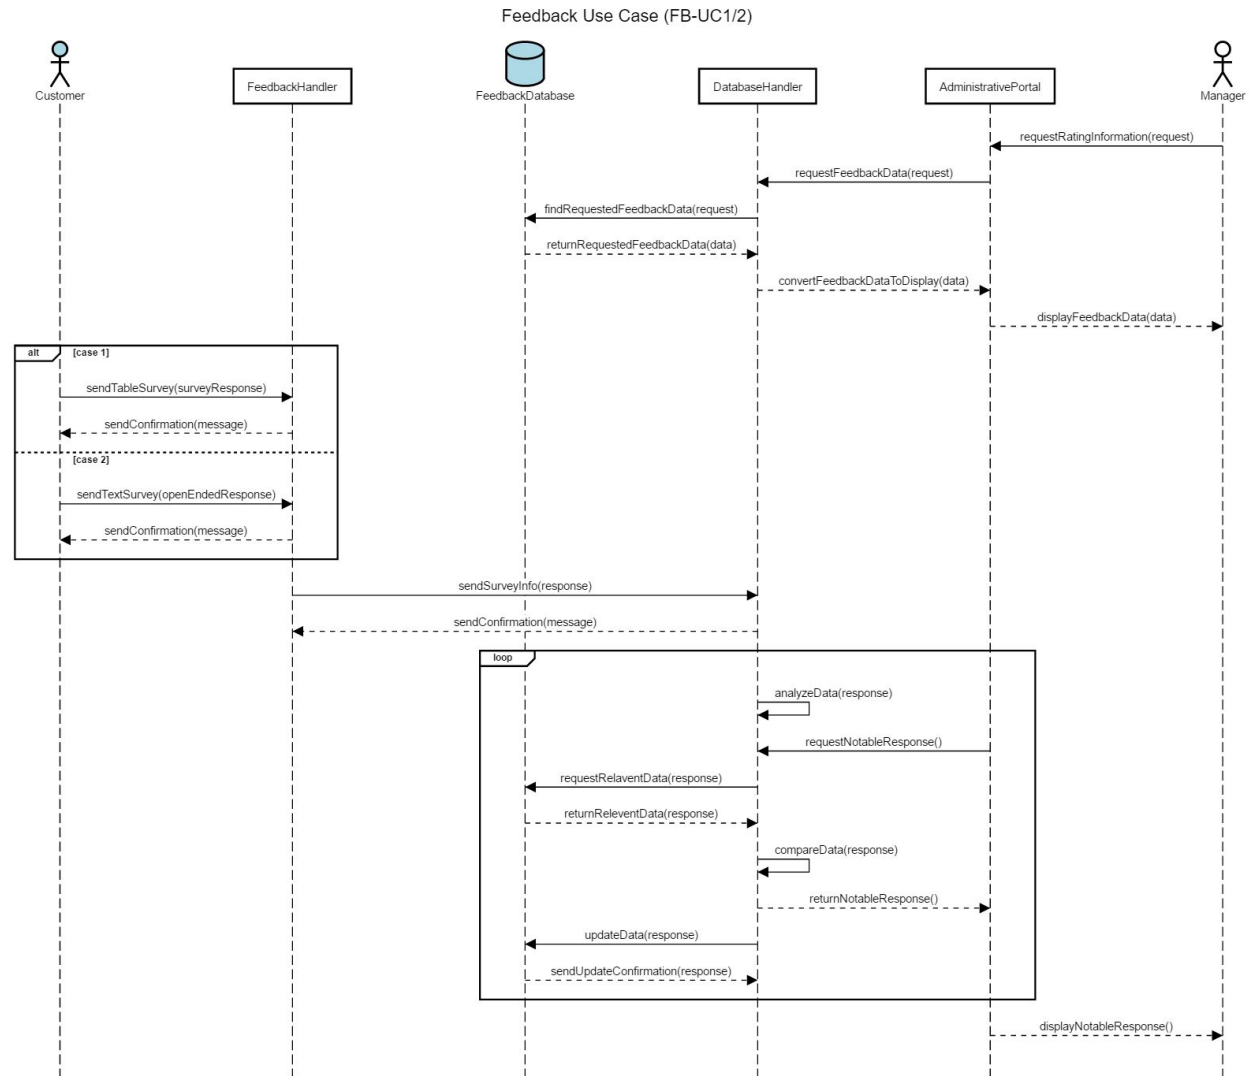 Feedback Use Case (FB-UC1/2)
Customer
FeedbackHandler
FeedbackDatabase
DatabaseHandler
AdministrativePortal
Manager
requestRatingInformation(request)
requestFeedbackData(request)
findRequestedFeedbackData(request)
returnRequestedFeedbackData(data)
convertFeedbackDataToDisplay(data)
displayFeedbackData(data)
alt [case 1]
sendTableSurvey(surveyResponse)
sendConfirmation(message)
[case 2]
sendTextSurvey(openEndedResponse)
sendConfirmation(message)
sendSurveyInfo(response)
sendConfirmation(message)
loop
analyzeData(response)
requestNotableResponse()
requestRelaventData(response)
returnReleventData(response)
compareData(response)
returnNotableResponse()
updateData(response)
sendUpdateConfirmation(response)
displayNotableResponse()